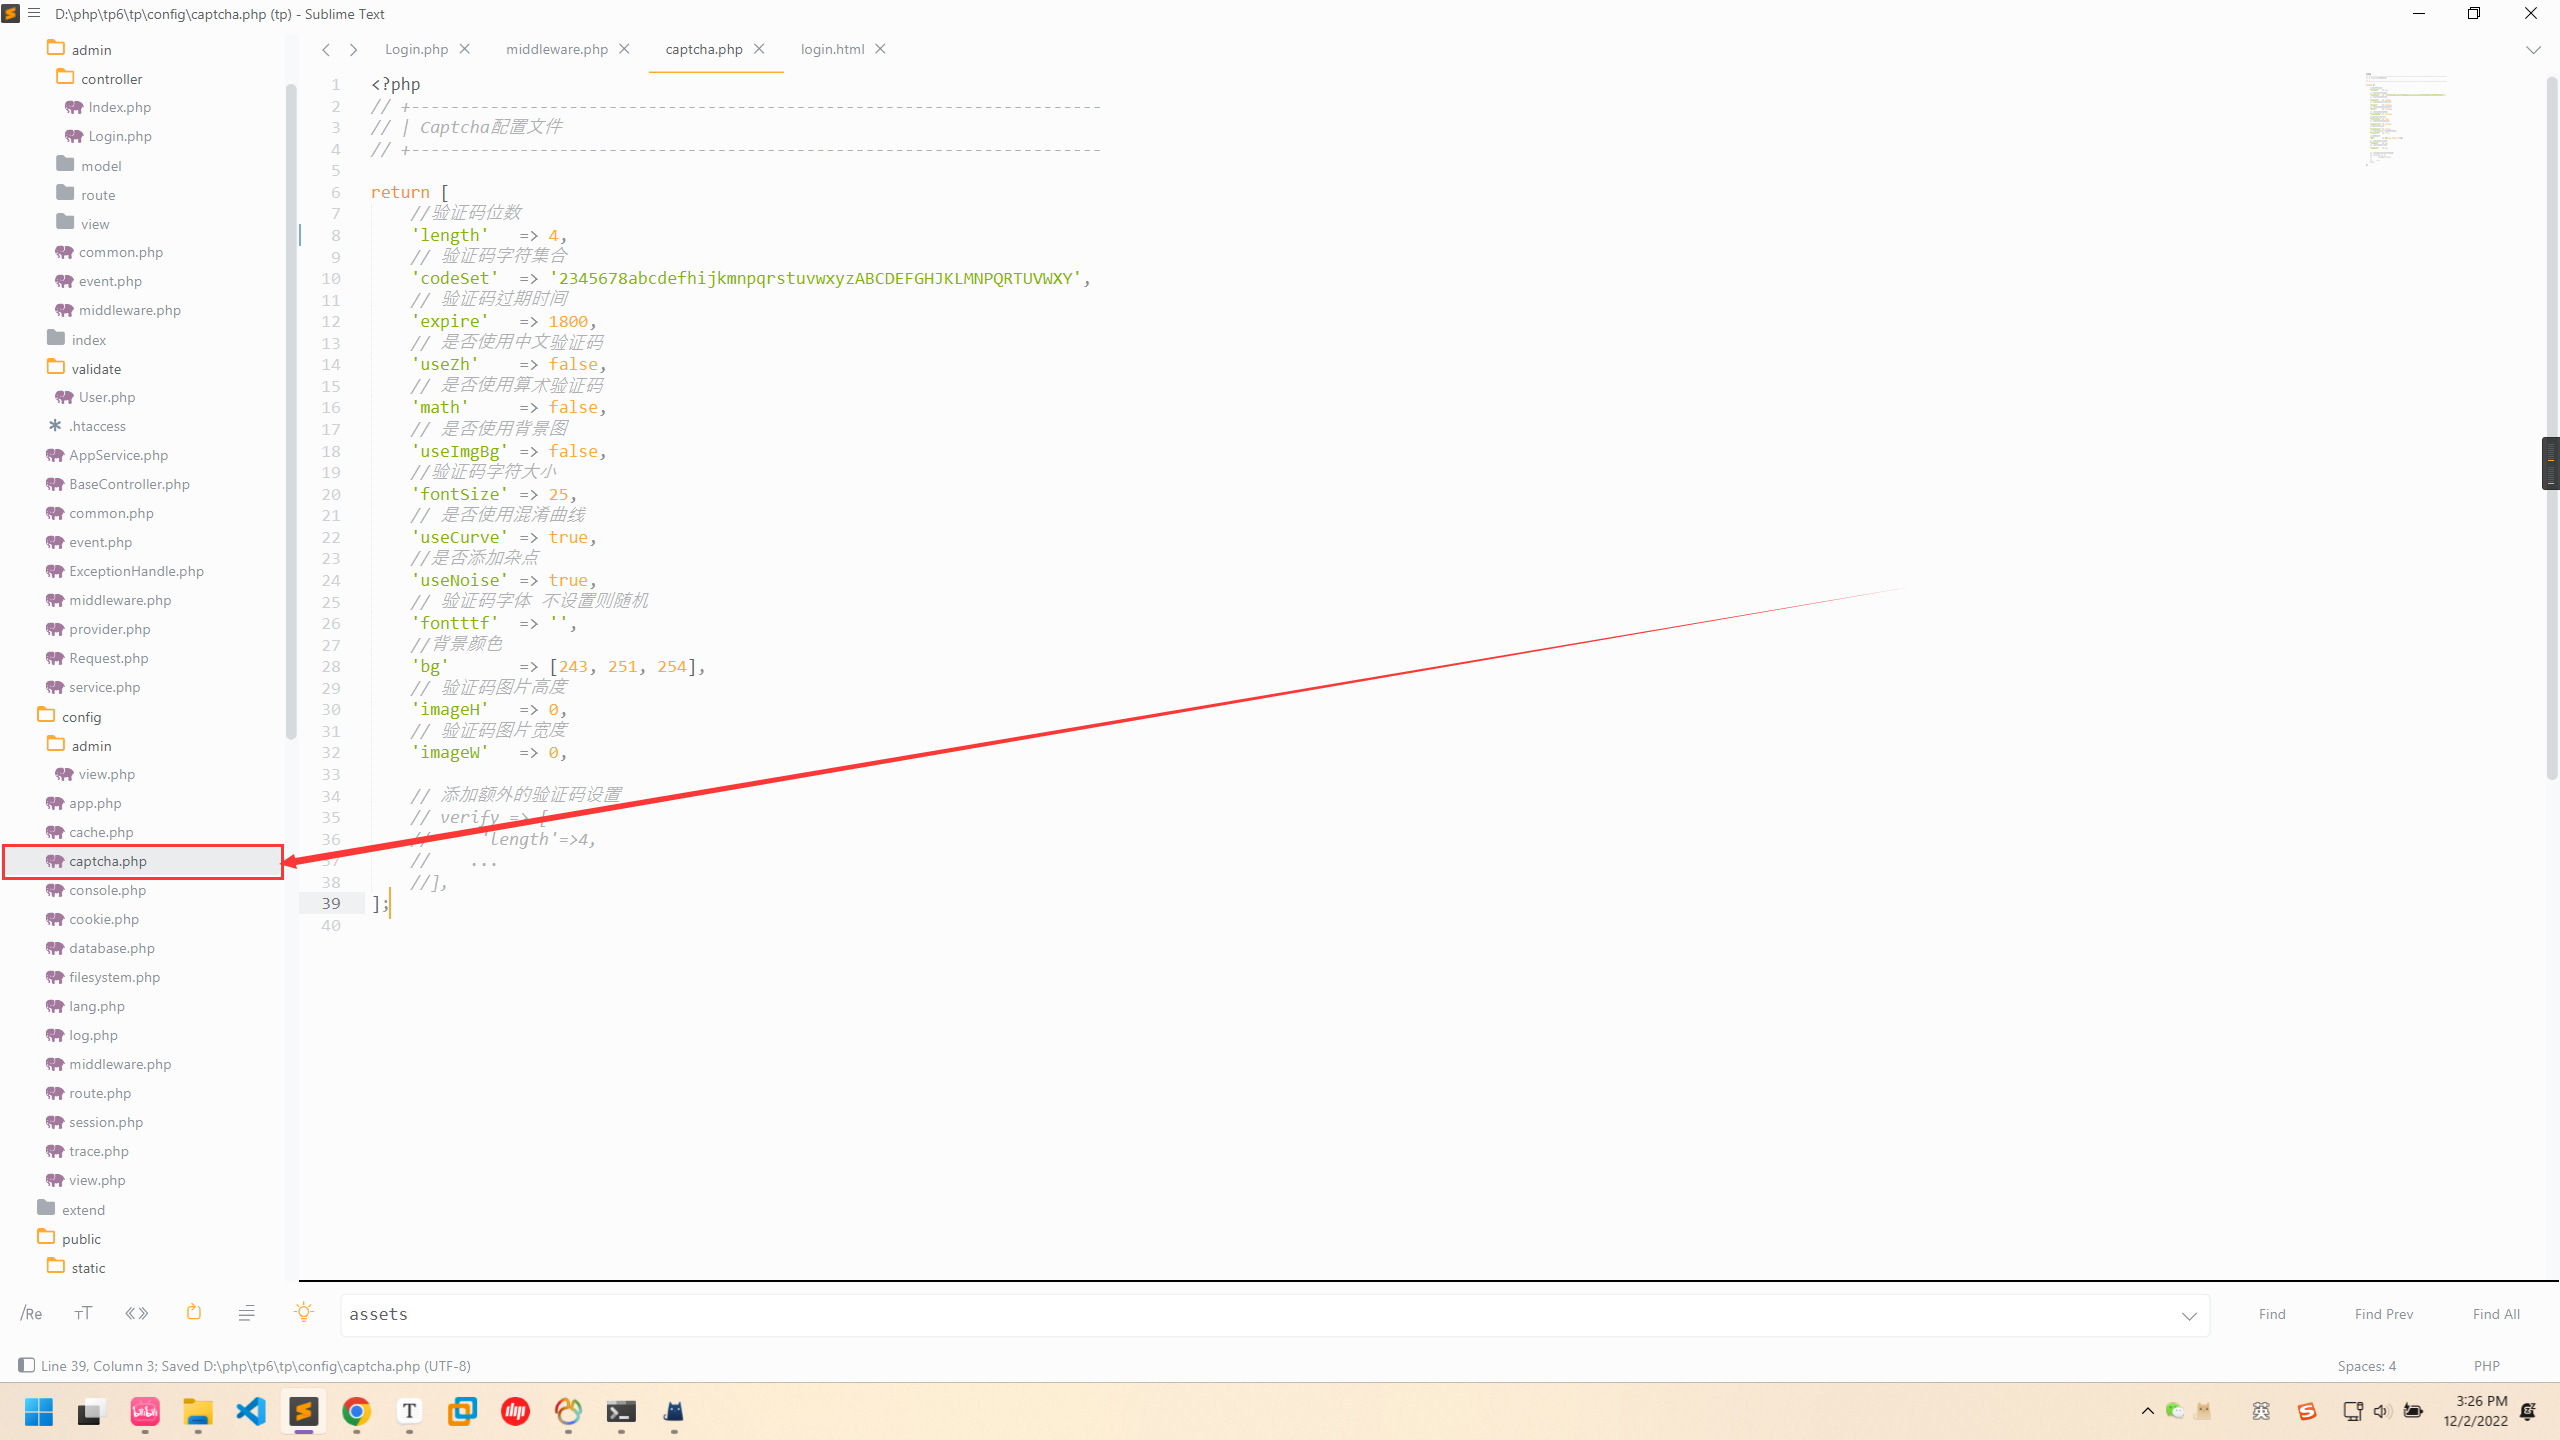 D:\php\tp6\tp\config\captcha.php (tp) - Sublime Text
admin
controller
Index.php
Login.php
model
route
view
common.php
event.php
middleware.php
index
validate
User.php
.htaccess
AppService.php
BaseController.php
common.php
event.php
ExceptionHandle.php
middleware.php
provider.php
Request.php
service.php
config
admin
view.php
app.php
cache.php
captcha.php
console.php
cookie.php
database.php
filesystem.php
lang.php
log.php
middleware.php
route.php
session.php
trace.php
view.php
extend
public
static
Login.php
middleware.php
captcha.php
login.html
1 <?php
2 // +----------------------------------------------------------------------
3 // | Captcha配置文件
4 // +----------------------------------------------------------------------
5
6 return [
7 //验证码位数
8 'length' => 4,
9 // 验证码字符集合
10 'codeSet' => '2345678abcdefhijkmnpqrstuvwxyzABCDEFGHJKLMNPQRTUVWXY',
11 // 验证码过期时间
12 'expire' => 1800,
13 // 是否使用中文验证码
14 'useZh' => false,
15 // 是否使用算术验证码
16 'math' => false,
17 // 是否使用背景图
18 'useImgBg' => false,
19 //验证码字符大小
20 'fontSize' => 25,
21 // 是否使用混淆曲线
22 'useCurve' => true,
23 //是否添加杂点
24 'useNoise' => true,
25 // 验证码字体 不设置则随机
26 'fontttf' => '',
27 //背景颜色
28 'bg' => [243, 251, 254],
29 // 验证码图片高度
30 'imageH' => 0,
31 // 验证码图片宽度
32 'imageW' => 0,
33
34 // 添加额外的验证码设置
35 // verify => [
36 // 'length'=>4,
37 // ...
38 //],
39 ];
40
/Re
assets
Find
Find Prev
Find All
Line 39, Column 3; Saved D:\php\tp6\tp\config\captcha.php (UTF-8)
Spaces: 4
PHP
英
3:26 PM
12/2/2022